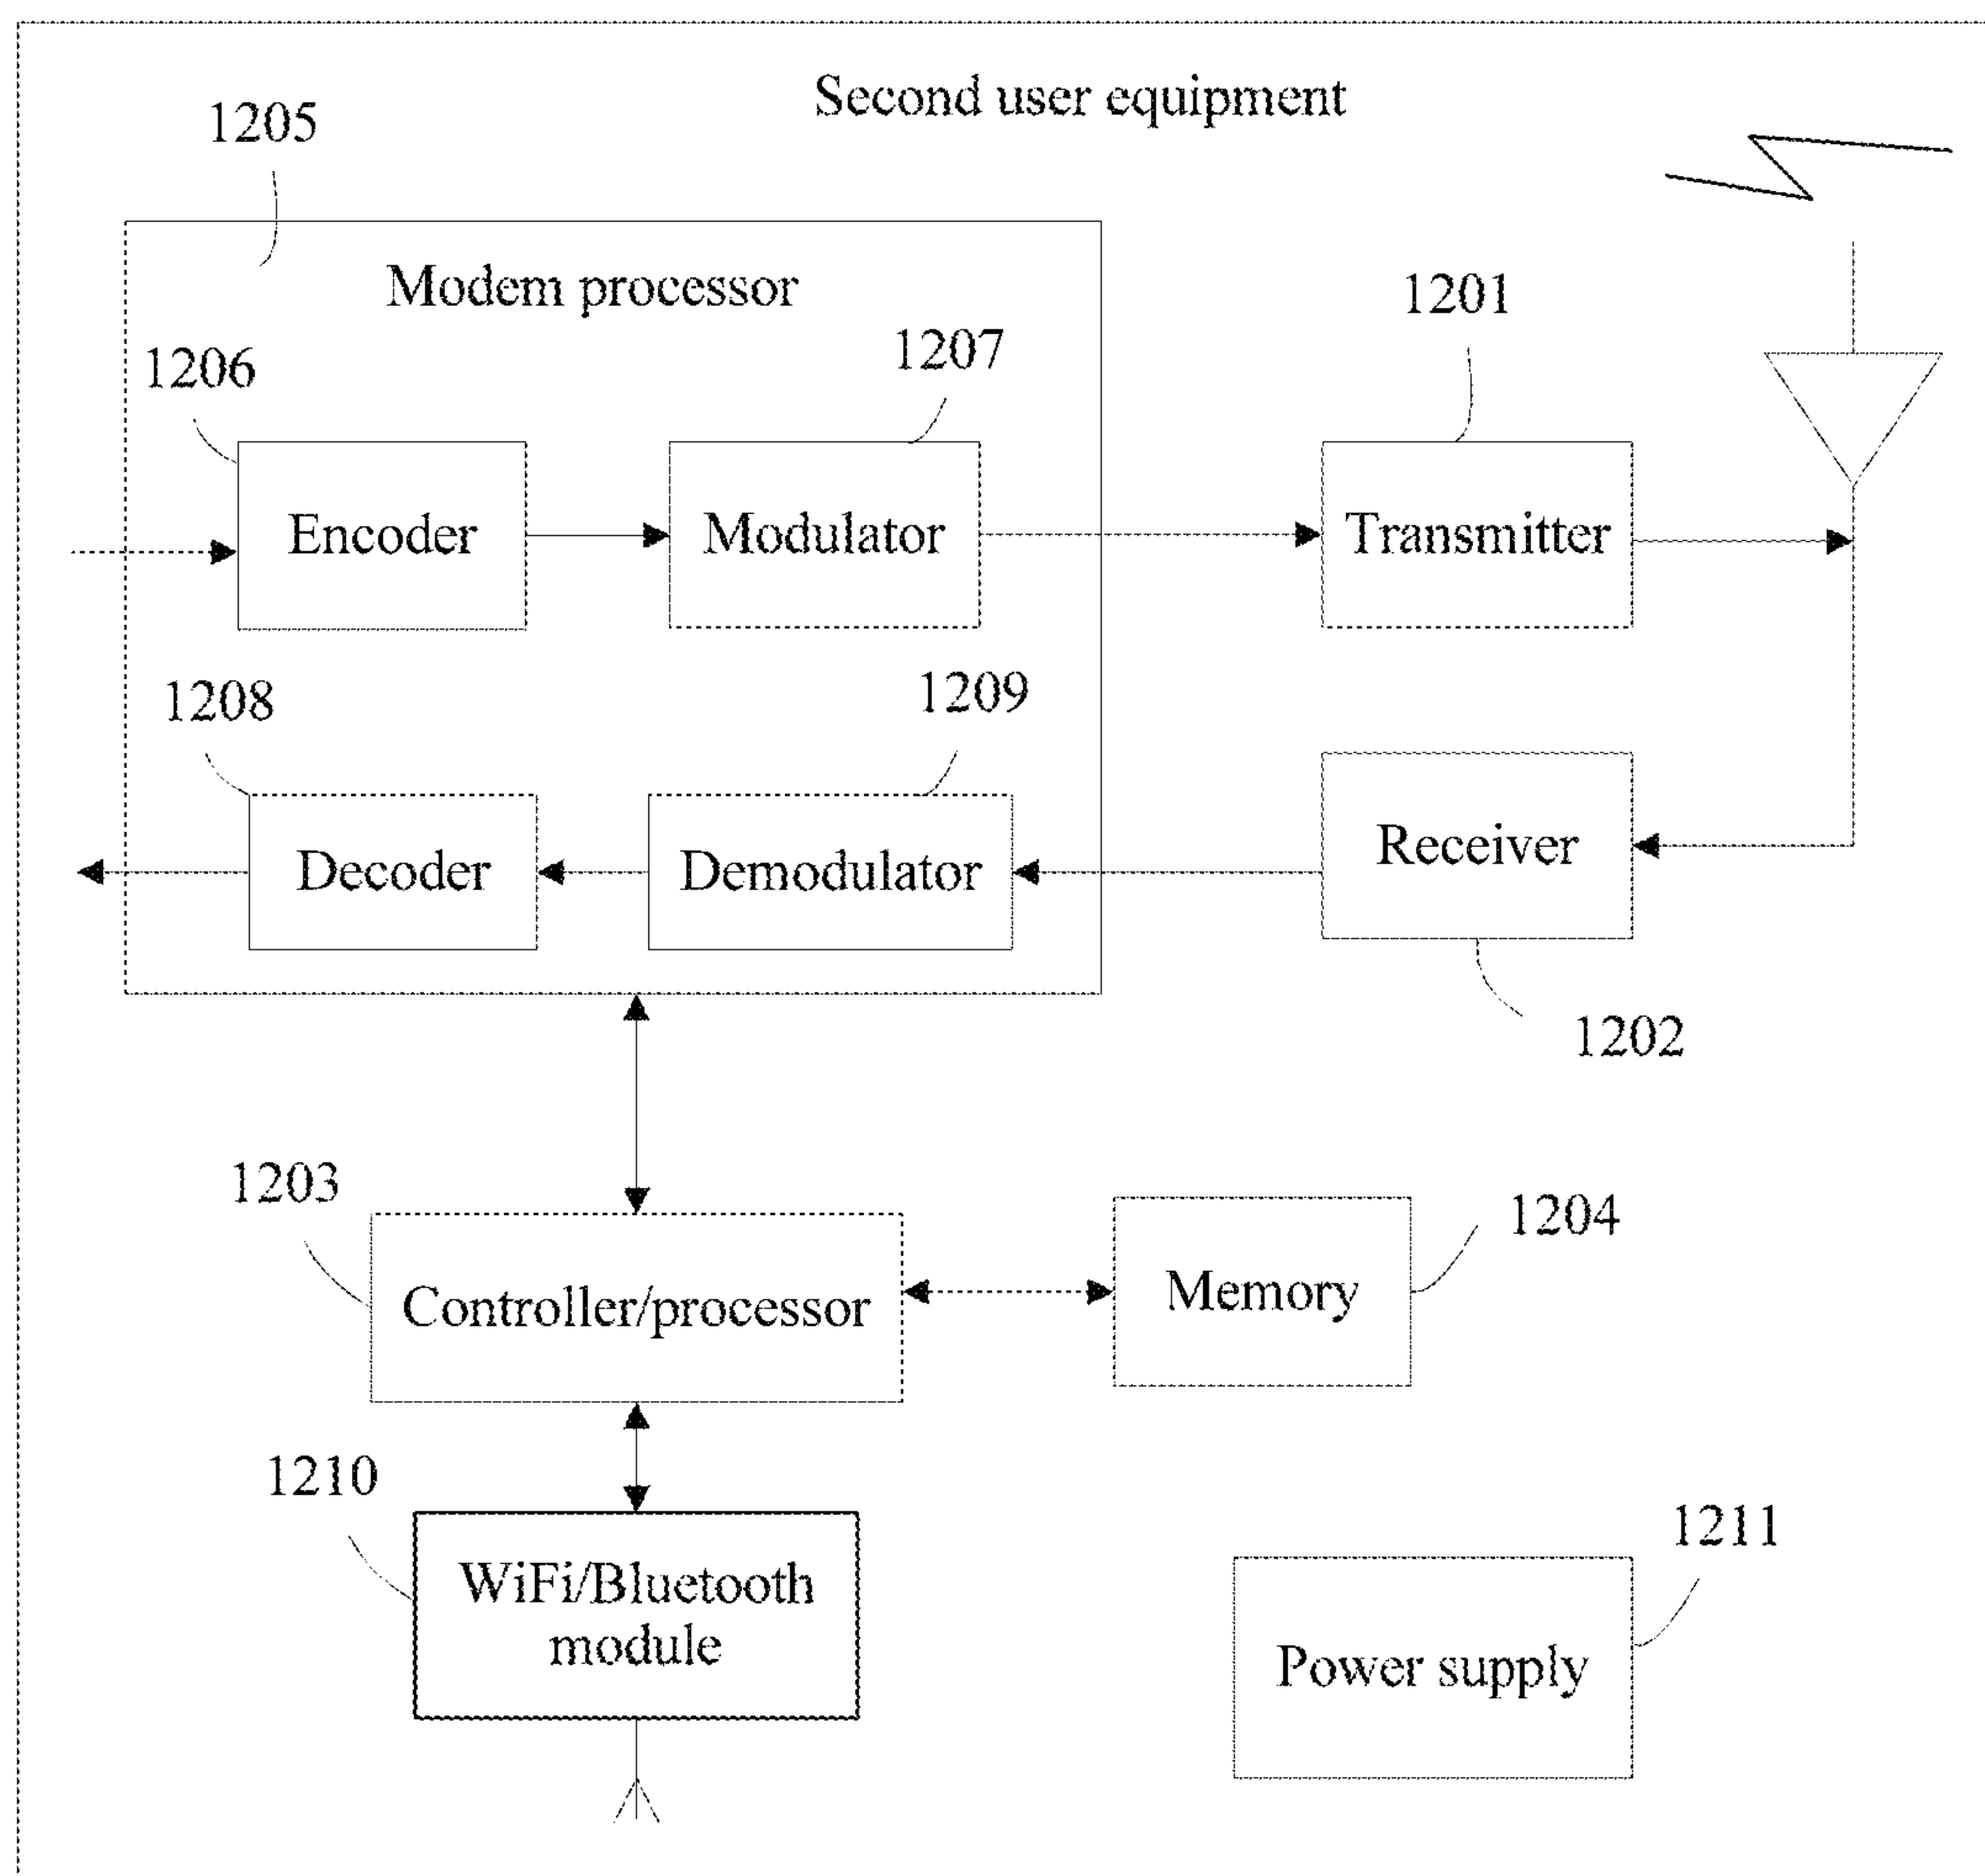 Second user equipment
1205
Modem processor
1201
1206
1207
Encoder
Modulator
Transmitter
1208
1209
Decoder
Demodulator
Receiver
1202
1203
1204
Controller/processor
Memory
1210
1211
WiFi/Bluetooth
module
Power supply